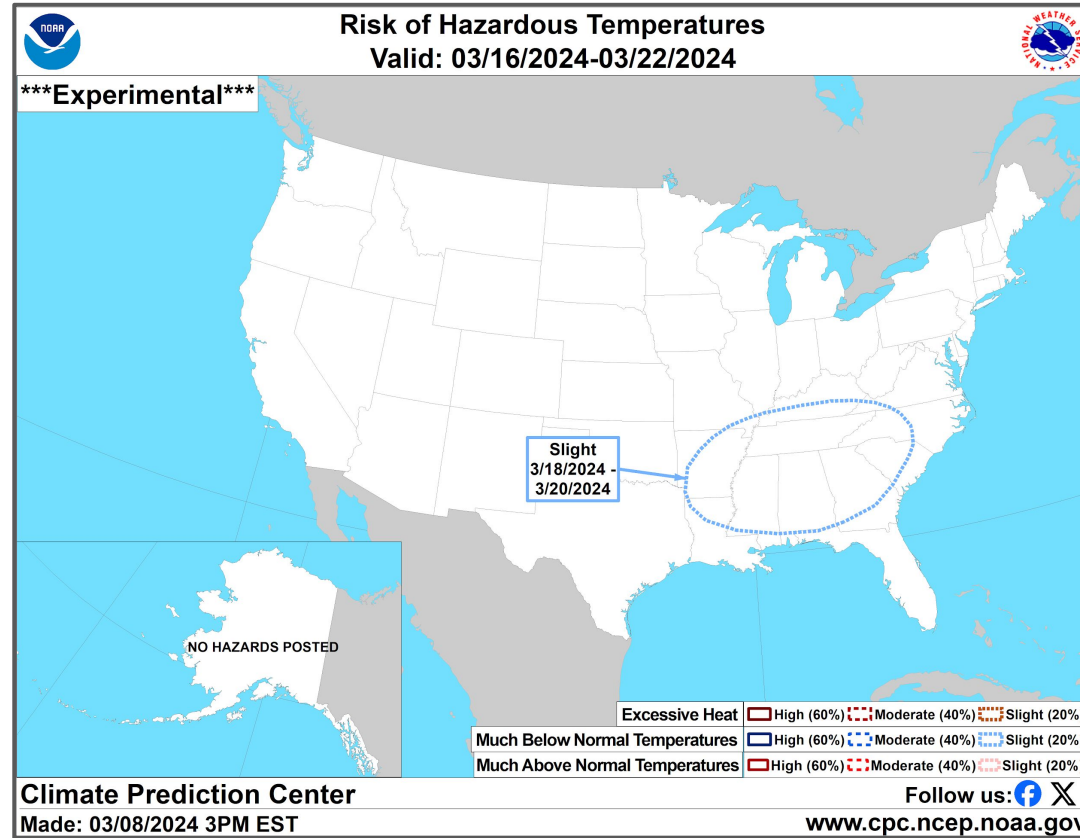 NOAA
Risk of Hazardous Temperatures
Valid: 03/16/2024-03/22/2024
NATIONAL WEATHER SERVICE
***Experimental***
Slight
3/18/2024 -
3/20/2024
NO HAZARDS POSTED
Excessive Heat High (60%) Moderate (40%) Slight (20%
Much Below Normal Temperatures High (60%) Moderate (40%) Slight (20%
Much Above Normal Temperatures High (60%) Moderate (40%) Slight (20%
Climate Prediction Center
Follow us:
Made: 03/08/2024 3PM EST
www.cpc.ncep.noaa.gov